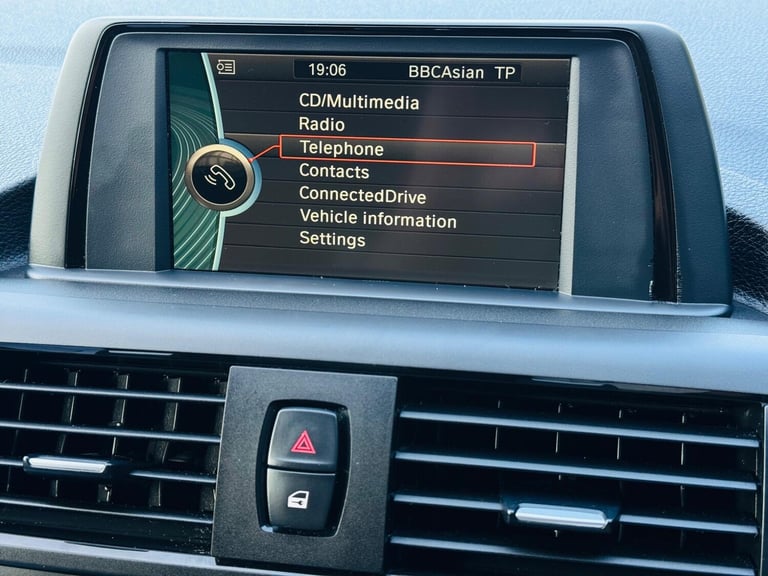 19:06 BBCAsian TP
CD/Multimedia
Radio
Telephone
Contacts
ConnectedDrive
Vehicle information
Settings